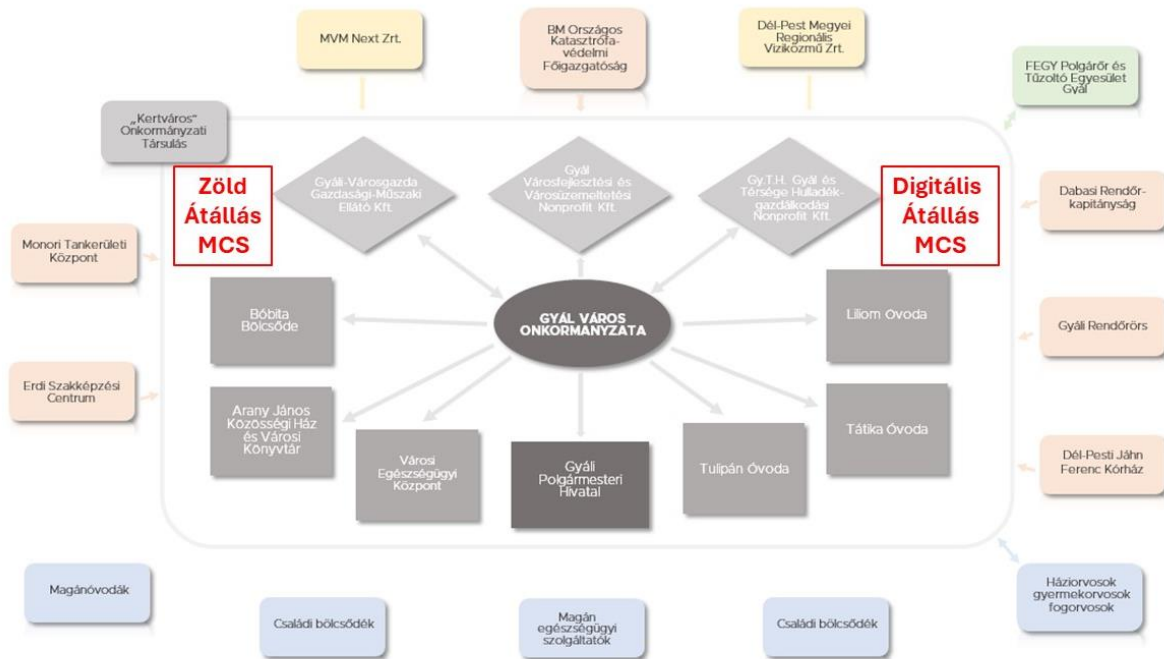 MVM Next Zrt.
BM Országos
Katasztrófa-
védelmi
Főigazgatóság
Dél-Pest Megyei
Regionális
Viziközmű Zrt.
FEGY Polgárőr és
Tűzoltó Egyesület
Gyál
„Kertváros”
Onkormányzati
Társulás
Zöld
Átállás
MCS
Gyáli-Városgazda
Gazdasági-Műszaki
Ellátó Kft.
Gyál
Városfejlesztési és
Városüzemeltetési
Nonprofit Kft.
Gy.T.H. Gyál és
Térsége Hulladék-
gazdálkodási
Nonprofit Kft.
Digitális
Átállás
MCS
Dabasi Rendőr-
kapitányság
Monori Tankerületi
Központ
Bóbita
Bölcsőde
GYÁL VÁROS
ONKORMANYZATA
Liliom Óvoda
Gyáli Rendőrörs
Erdi Szakképzési
Centrum
Arany János
Közösségi Ház
és Városi
Könyvtár
Városi
Egészségügyi
Központ
Gyáli
Polgármesteri
Hivatal
Tulipán Óvoda
Tátika Óvoda
Dél-Pesti Jáhn
Ferenc Kórház
Magánóvodák
Családi bölcsődék
Magán
egészségügyi
szolgáltatók
Családi bölcsődék
Háziorvosok
gyermekorvosok
fogorvosok